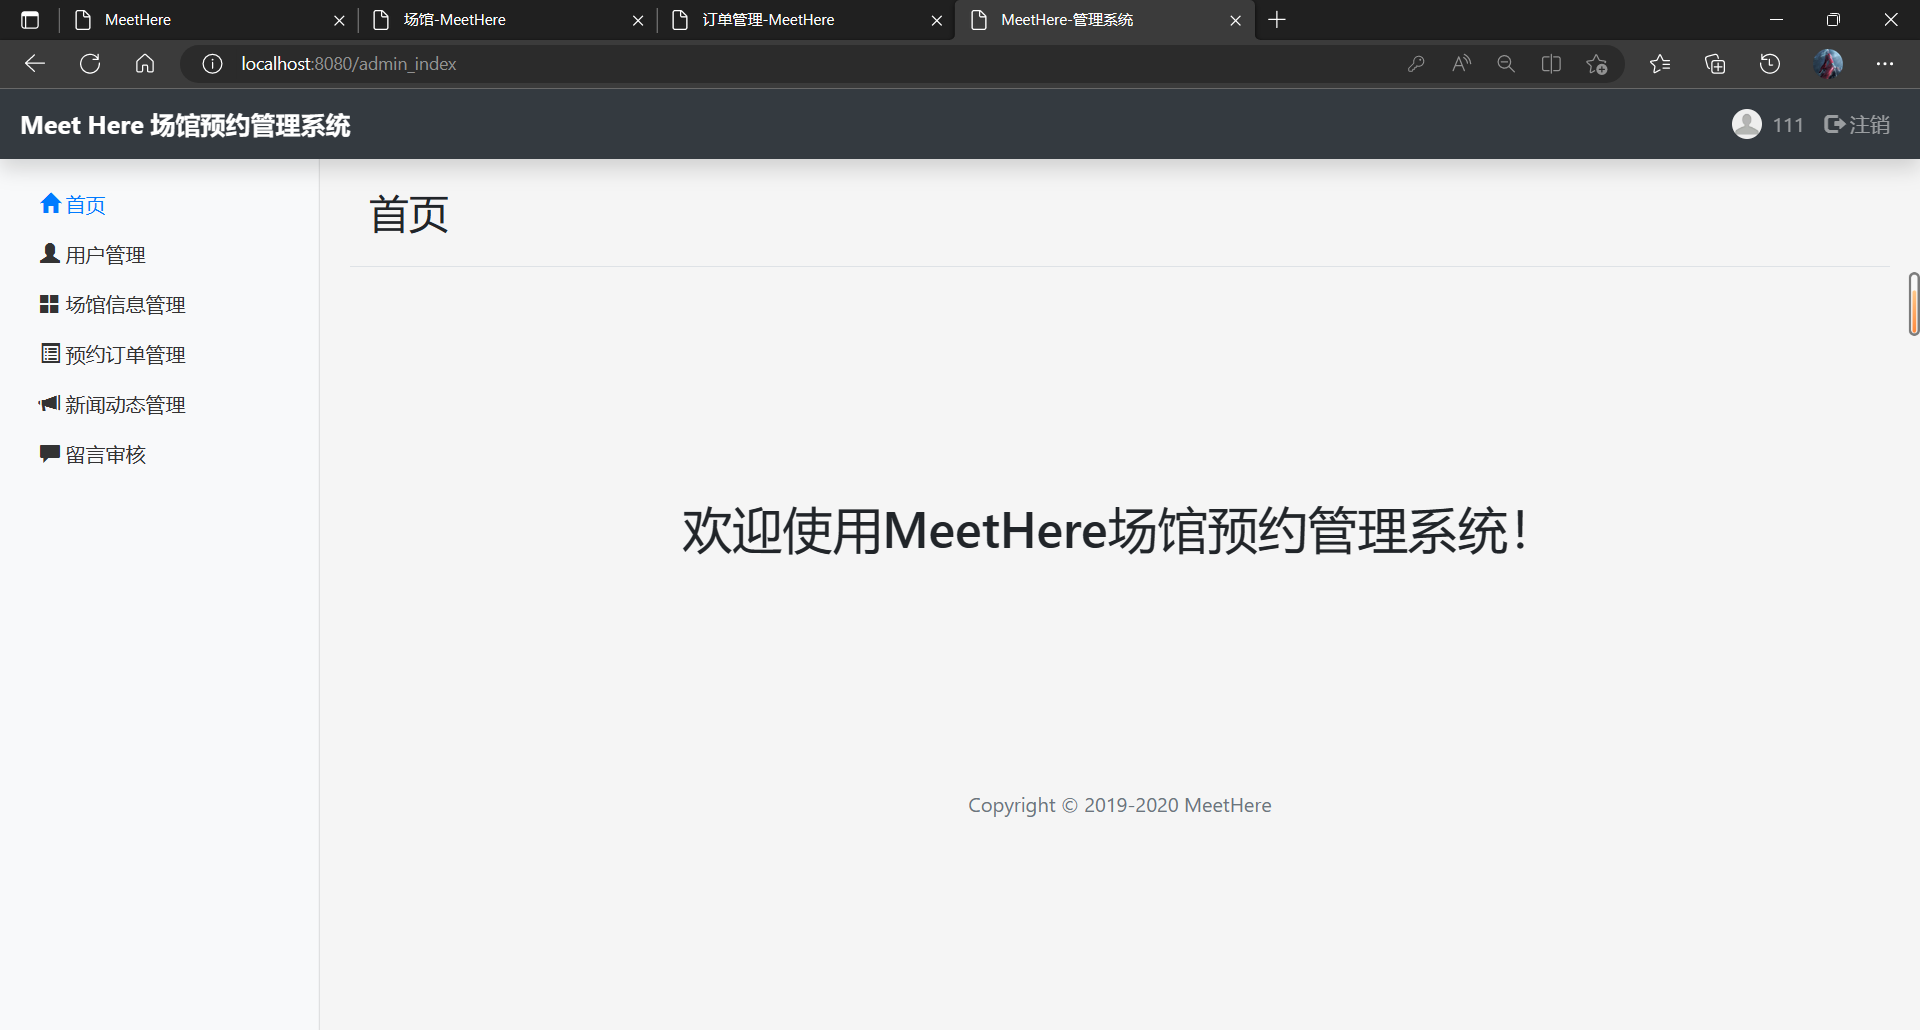 MeetHere
场馆-MeetHere
订单管理-MeetHere
MeetHere-管理系统
localhost:8080/admin_index
Meet Here 场馆预约管理系统
111
注销
首页
用户管理
场馆信息管理
预约订单管理
新闻动态管理
留言审核
首页
欢迎使用MeetHere场馆预约管理系统！
Copyright © 2019-2020 MeetHere